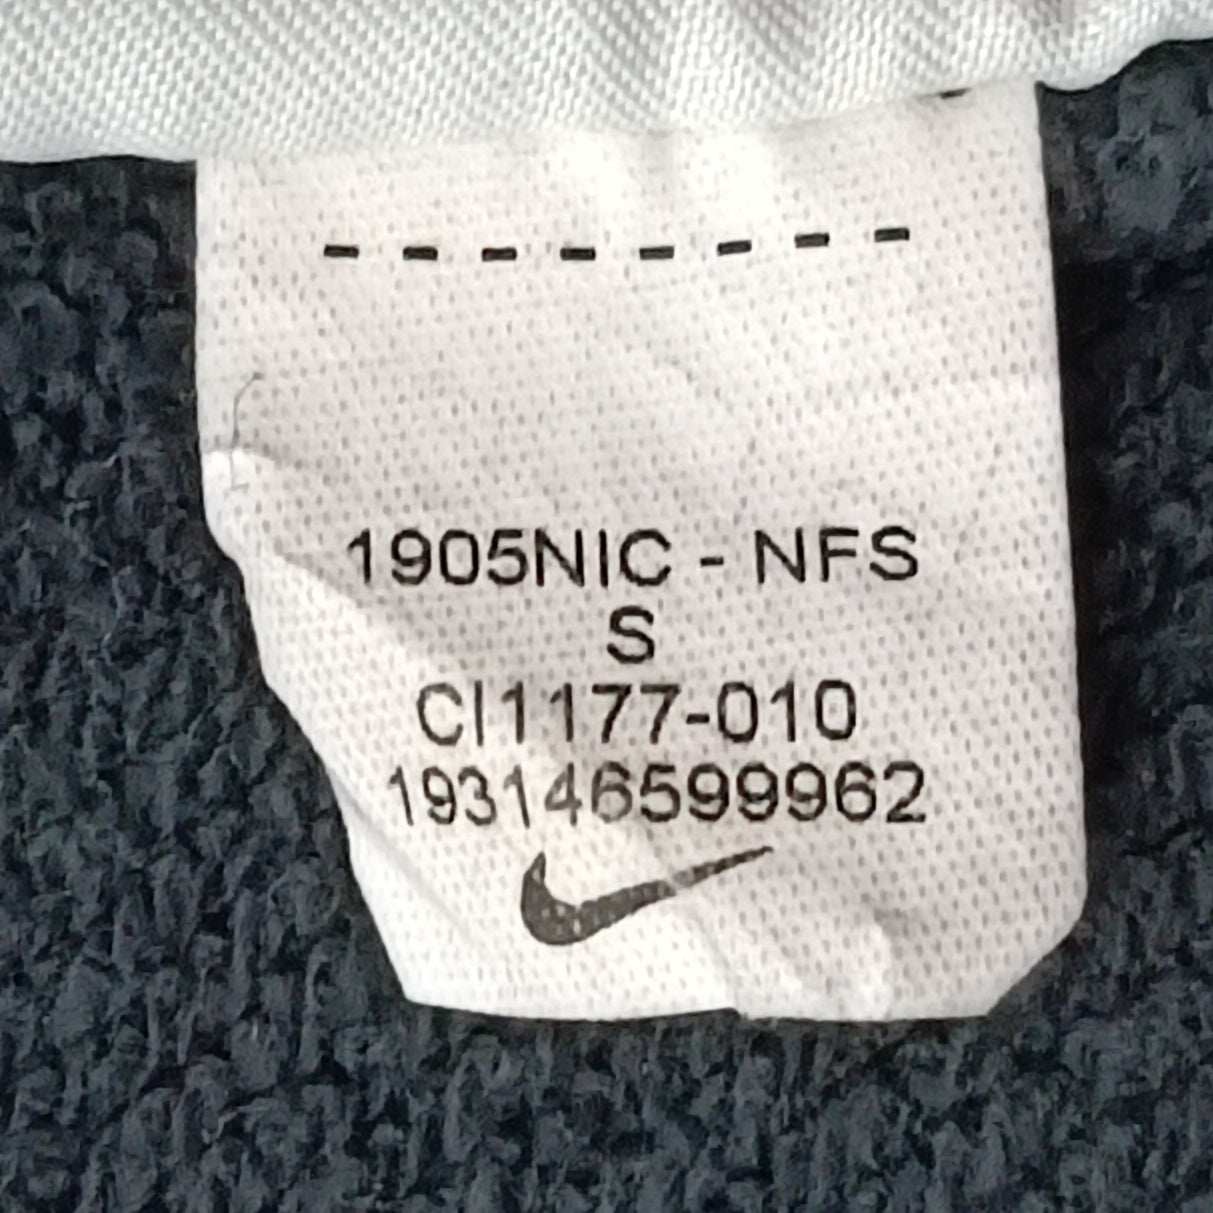 - - - - - - - -
1905NIC - NFS
S
CI1177-010
193146599962